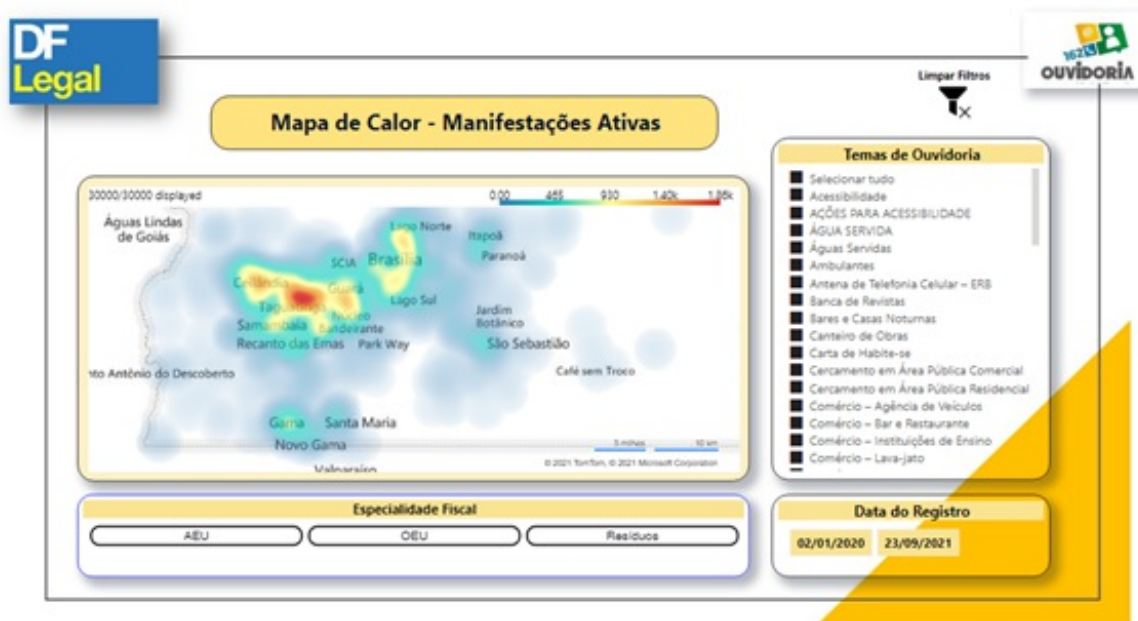 DF
Legal
162
OUVIDORIA
Limpar Filtros
Mapa de Calor - Manifestações Ativas
30000/30000 displayed
0.00 465 930 1.40k 1.86k
Águas Lindas
de Goiás
Lago Norte
Itapoã
SCIA
Brasília
Paranoá
Ceilândia
Guará
Taguatinga
Lago Sul
Núcleo
Bandeirante
Jardim
Botânico
Samambaia
Recanto das Emas
Park Way
São Sebastião
nto Antônio do Descoberto
Café sem Troco
Gama
Santa Maria
Novo Gama
Valparaíso
5 milhas 10 km
© 2021 TomTom, © 2021 Microsoft Corporation
Temas de Ouvidoria
Selecionar tudo
Acessibilidade
AÇÕES PARA ACESSIBILIDADE
ÁGUA SERVIDA
Águas Servidas
Ambulantes
Antena de Telefonia Celular – ERB
Banca de Revistas
Bares e Casas Noturnas
Canteiro de Obras
Carta de Habite-se
Cercamento em Área Pública Comercial
Cercamento em Área Pública Residencial
Comércio – Agência de Veículos
Comércio – Bar e Restaurante
Comércio – Instituições de Ensino
Comércio – Lava-jato
Especialidade Fiscal
AEU
OEU
Resíduos
Data do Registro
02/01/2020 23/09/2021